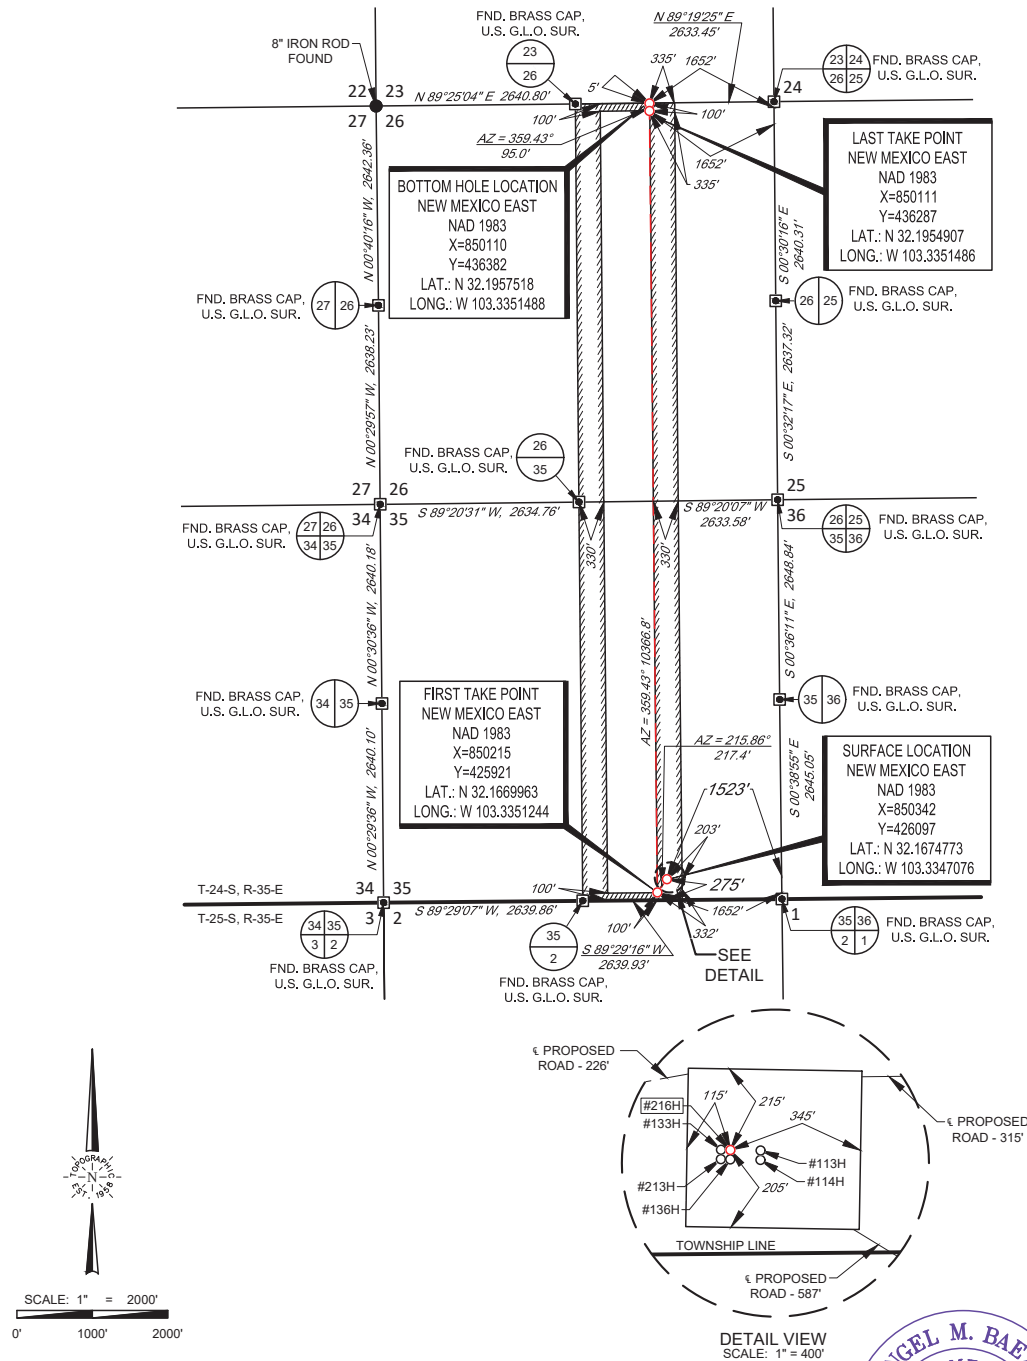 FND. BRASS CAP,
U.S. G.L.O. SUR.
23
26
N 89°19'25" E
2633.45'
8" IRON ROD
FOUND
23 24
26 25
FND. BRASS CAP,
U.S. G.L.O. SUR.
335'
1652'
5'
22 23
N 89°25'04" E 2640.80'
24
27 26
100'
100'
AZ = 359.43°
95.0'
1652'
335'
N 00°40'16" W, 2642.36'
BOTTOM HOLE LOCATION
NEW MEXICO EAST
NAD 1983
X=850110
Y=436382
LAT.: N 32.1957518
LONG.: W 103.3351488
LAST TAKE POINT
NEW MEXICO EAST
NAD 1983
X=850111
Y=436287
LAT.: N 32.1954907
LONG.: W 103.3351486
S 00°30'16" E
2640.31'
FND. BRASS CAP,
U.S. G.L.O. SUR.
27 26
26 25
FND. BRASS CAP,
U.S. G.L.O. SUR.
N 00°29'57" W, 2638.23'
S 00°32'17" E, 2637.32'
FND. BRASS CAP,
U.S. G.L.O. SUR.
26
35
27 26
34 35
S 89°20'31" W, 2634.76'
S 89°20'07" W
2633.58'
25
36
FND. BRASS CAP,
U.S. G.L.O. SUR.
27 26
34 35
26 25
35 36
FND. BRASS CAP,
U.S. G.L.O. SUR.
330'
330'
N 00°30'36" W, 2640.18'
AZ = 359.43° 10366.8'
S 00°36'11" E, 2648.84'
FND. BRASS CAP,
U.S. G.L.O. SUR.
34 35
35 36
FND. BRASS CAP,
U.S. G.L.O. SUR.
FIRST TAKE POINT
NEW MEXICO EAST
NAD 1983
X=850215
Y=425921
LAT.: N 32.1669963
LONG.: W 103.3351244
AZ = 215.86°
217.4'
SURFACE LOCATION
NEW MEXICO EAST
NAD 1983
X=850342
Y=426097
LAT.: N 32.1674773
LONG.: W 103.3347076
N 00°29'36" W, 2640.10'
S 00°38'55" E
2645.05'
1523'
203'
275'
T-24-S, R-35-E
T-25-S, R-35-E
34 35
3 2
100'
S 89°29'07" W, 2639.86'
1652'
332'
100'
1
34 35
3 2
FND. BRASS CAP,
U.S. G.L.O. SUR.
35
2
FND. BRASS CAP,
U.S. G.L.O. SUR.
S 89°29'16" W
2639.93'
SEE
DETAIL
35 36
2 1
FND. BRASS CAP,
U.S. G.L.O. SUR.
℄ PROPOSED
ROAD - 226'
115'
215'
345'
#216H
#133H
℄ PROPOSED
ROAD - 315'
#113H
#114H
#213H
#136H
205'
TOWNSHIP LINE
℄ PROPOSED
ROAD - 587'
DETAIL VIEW
SCALE: 1" = 400'
TOPOGRAPHIC
N
EST. 1958
SCALE: 1" = 2000'
0' 1000' 2000'